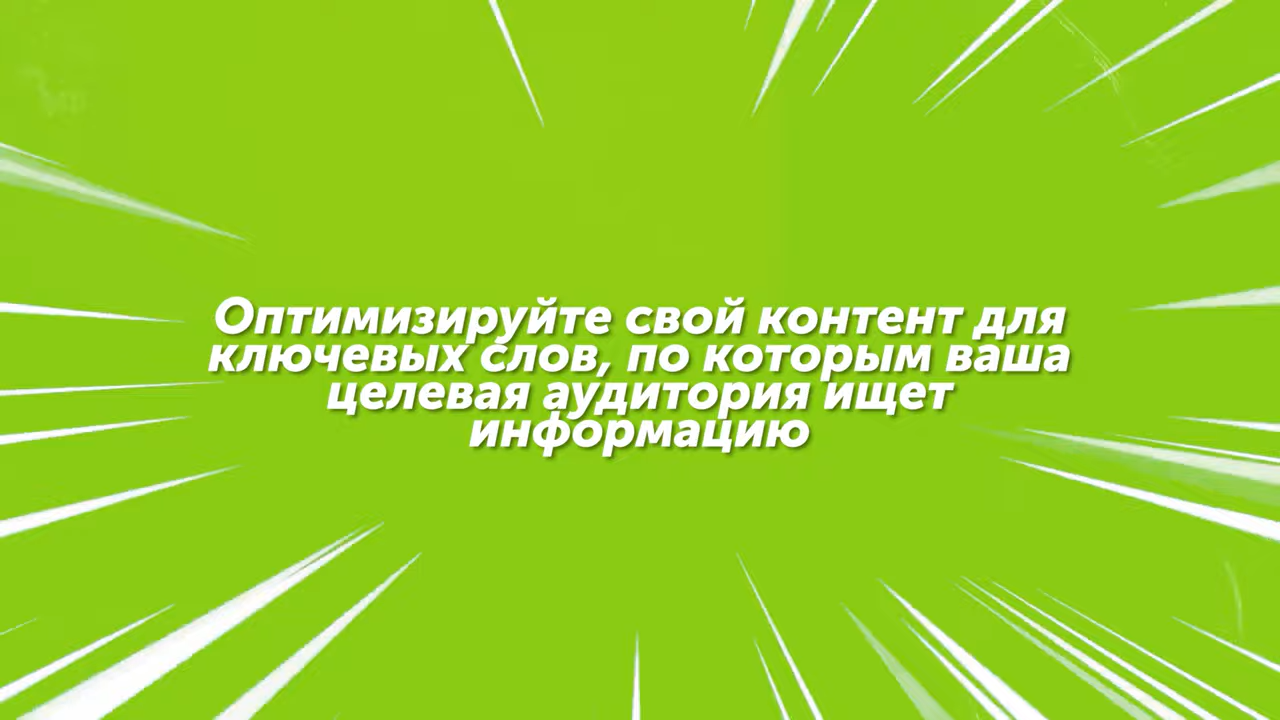 Оптимизируйте свой контент для
ключевых слов, по которым ваша
целевая аудитория ищет
информацию